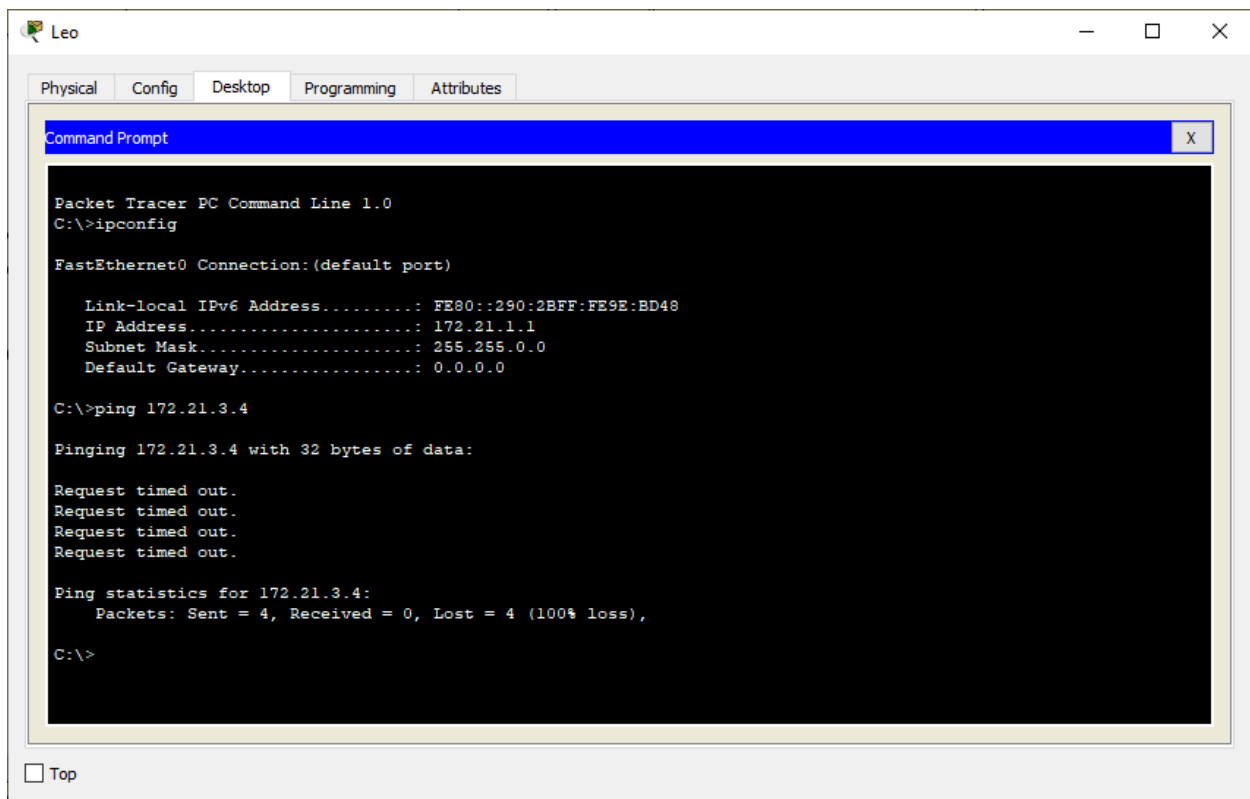 Leo
Physical Config Desktop Programming Attributes
Command Prompt X
Packet Tracer PC Command Line 1.0
C:\>ipconfig
FastEthernet0 Connection:(default port)
Link-local IPv6 Address.........: FE80::290:2BFF:FE9E:BD48
IP Address......................: 172.21.1.1
Subnet Mask.....................: 255.255.0.0
Default Gateway.................: 0.0.0.0
C:\>ping 172.21.3.4
Pinging 172.21.3.4 with 32 bytes of data:
Request timed out.
Request timed out.
Request timed out.
Request timed out.
Ping statistics for 172.21.3.4:
Packets: Sent = 4, Received = 0, Lost = 4 (100% loss),
C:\>
Top